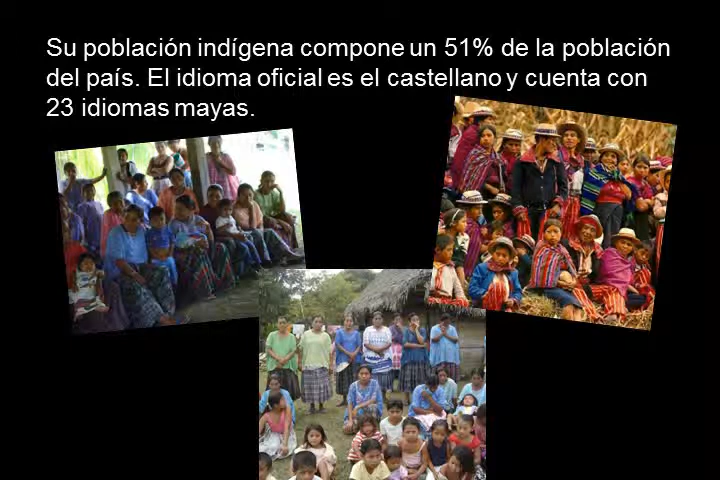 Su población indígena compone un 51% de la población
del país. El idioma oficial es el castellano y cuenta con
23 idiomas mayas.